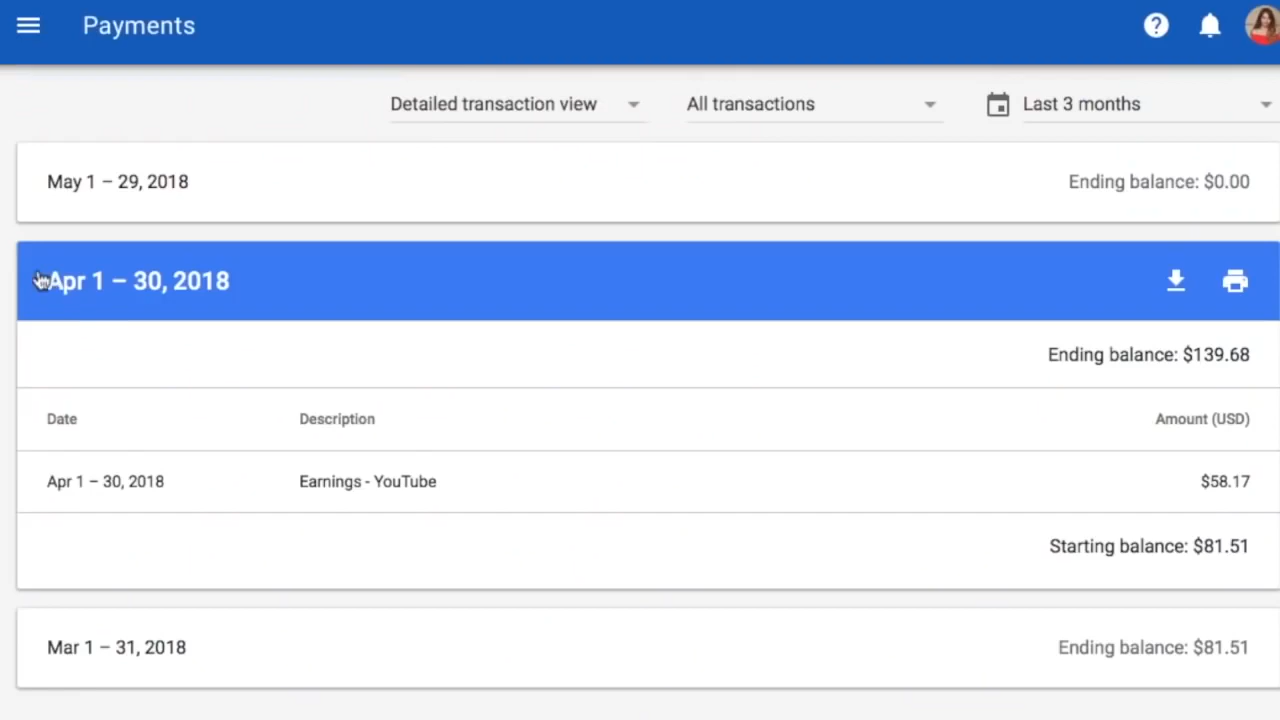 Payments
Detailed transaction view All transactions Last 3 months
May 1 – 29, 2018 Ending balance: $0.00
Apr 1 – 30, 2018
Ending balance: $139.68
Date Description Amount (USD)
Apr 1 – 30, 2018 Earnings - YouTube $58.17
Starting balance: $81.51
Mar 1 – 31, 2018 Ending balance: $81.51